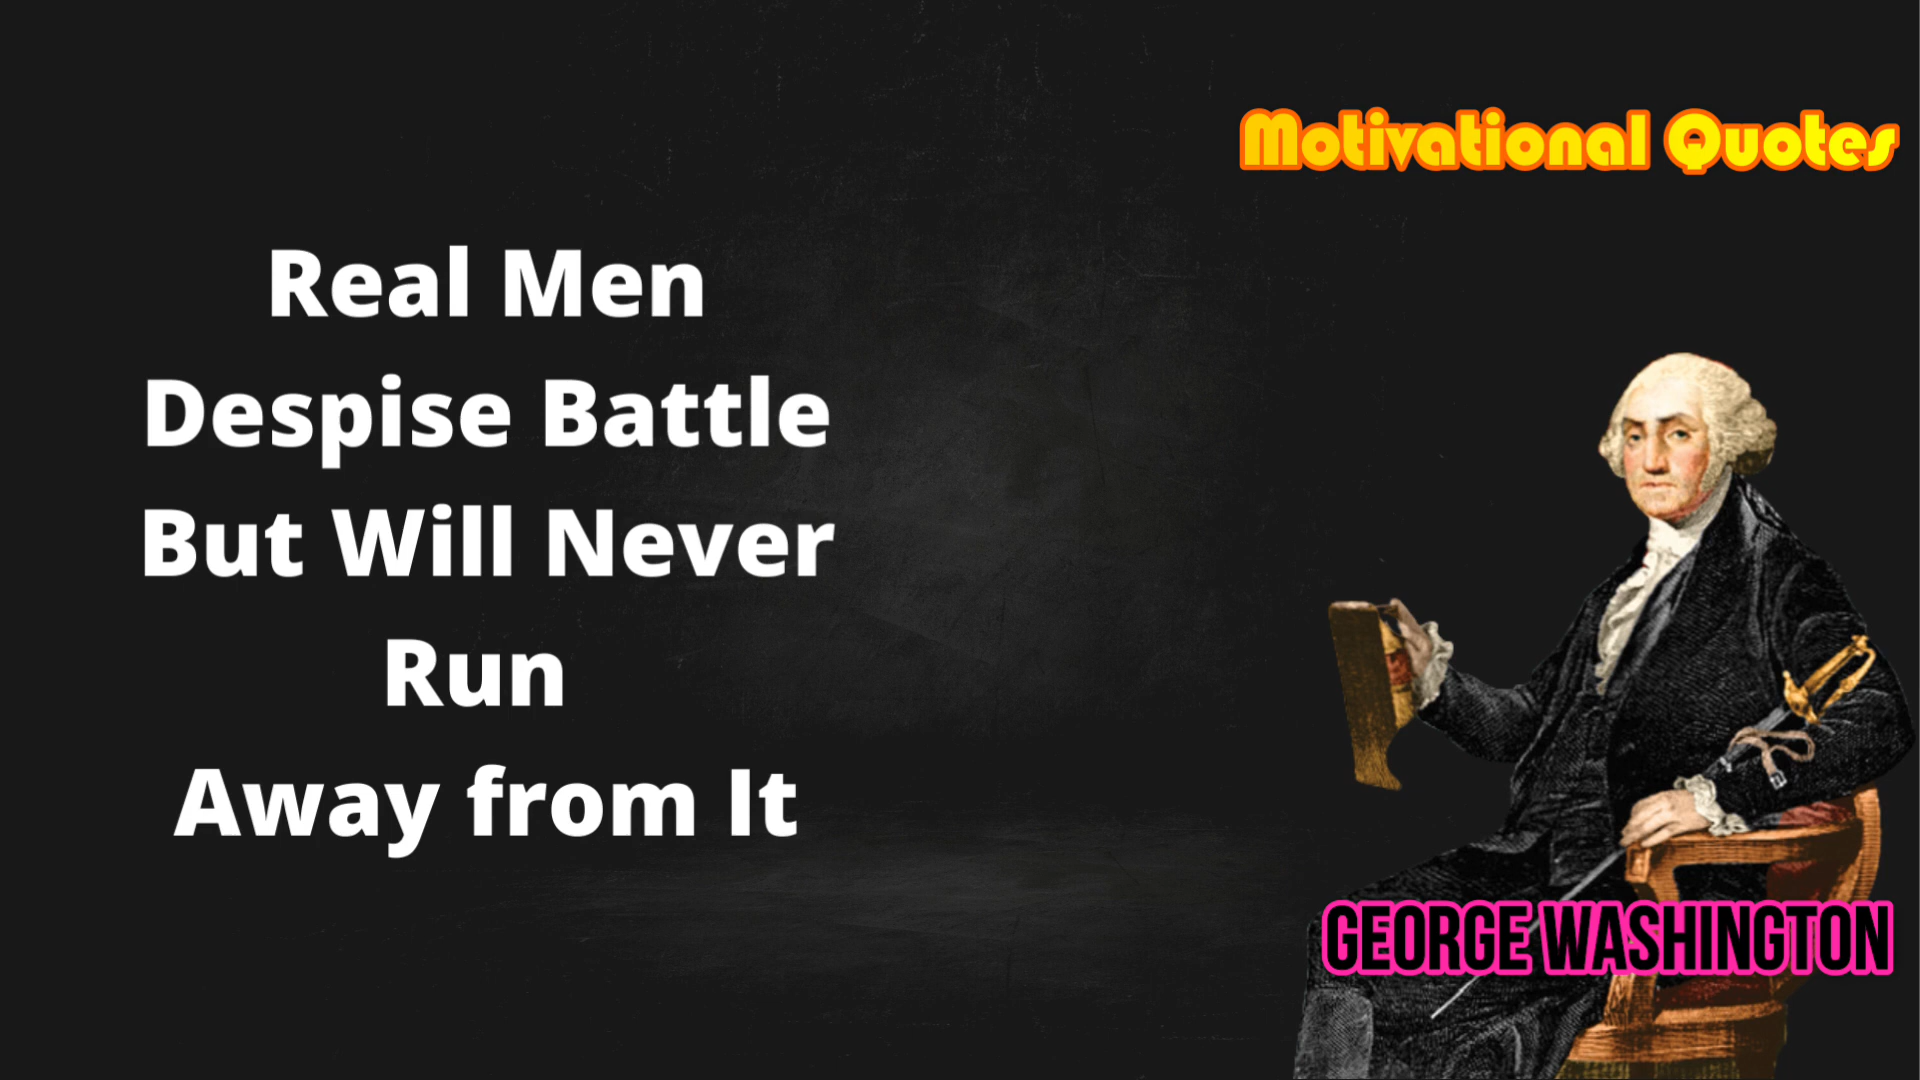 Motivational Quotes
Real Men
Despise Battle
But Will Never
Run
Away from It
GEORGE WASHINGTON